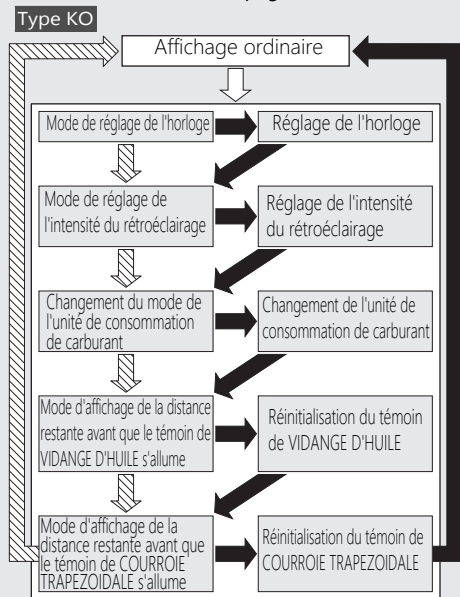 Type KO
Affichage ordinaire
Mode de réglage de l'horloge
Réglage de l'horloge
Mode de réglage de
l'intensité du rétroéclairage
Réglage de l'intensité
du rétroéclairage
Changement du mode de
l'unité de consommation
de carburant
Changement de l'unité de
consommation de carburant
Mode d'affichage de la distance
restante avant que le témoin de
VIDANGE D'HUILE s'allume
Réinitialisation du témoin
de VIDANGE D'HUILE
Mode d'affichage de la
distance restante avant que
le témoin de COURROIE
TRAPEZOIDALE s'allume
Réinitialisation du témoin de
COURROIE TRAPEZOIDALE